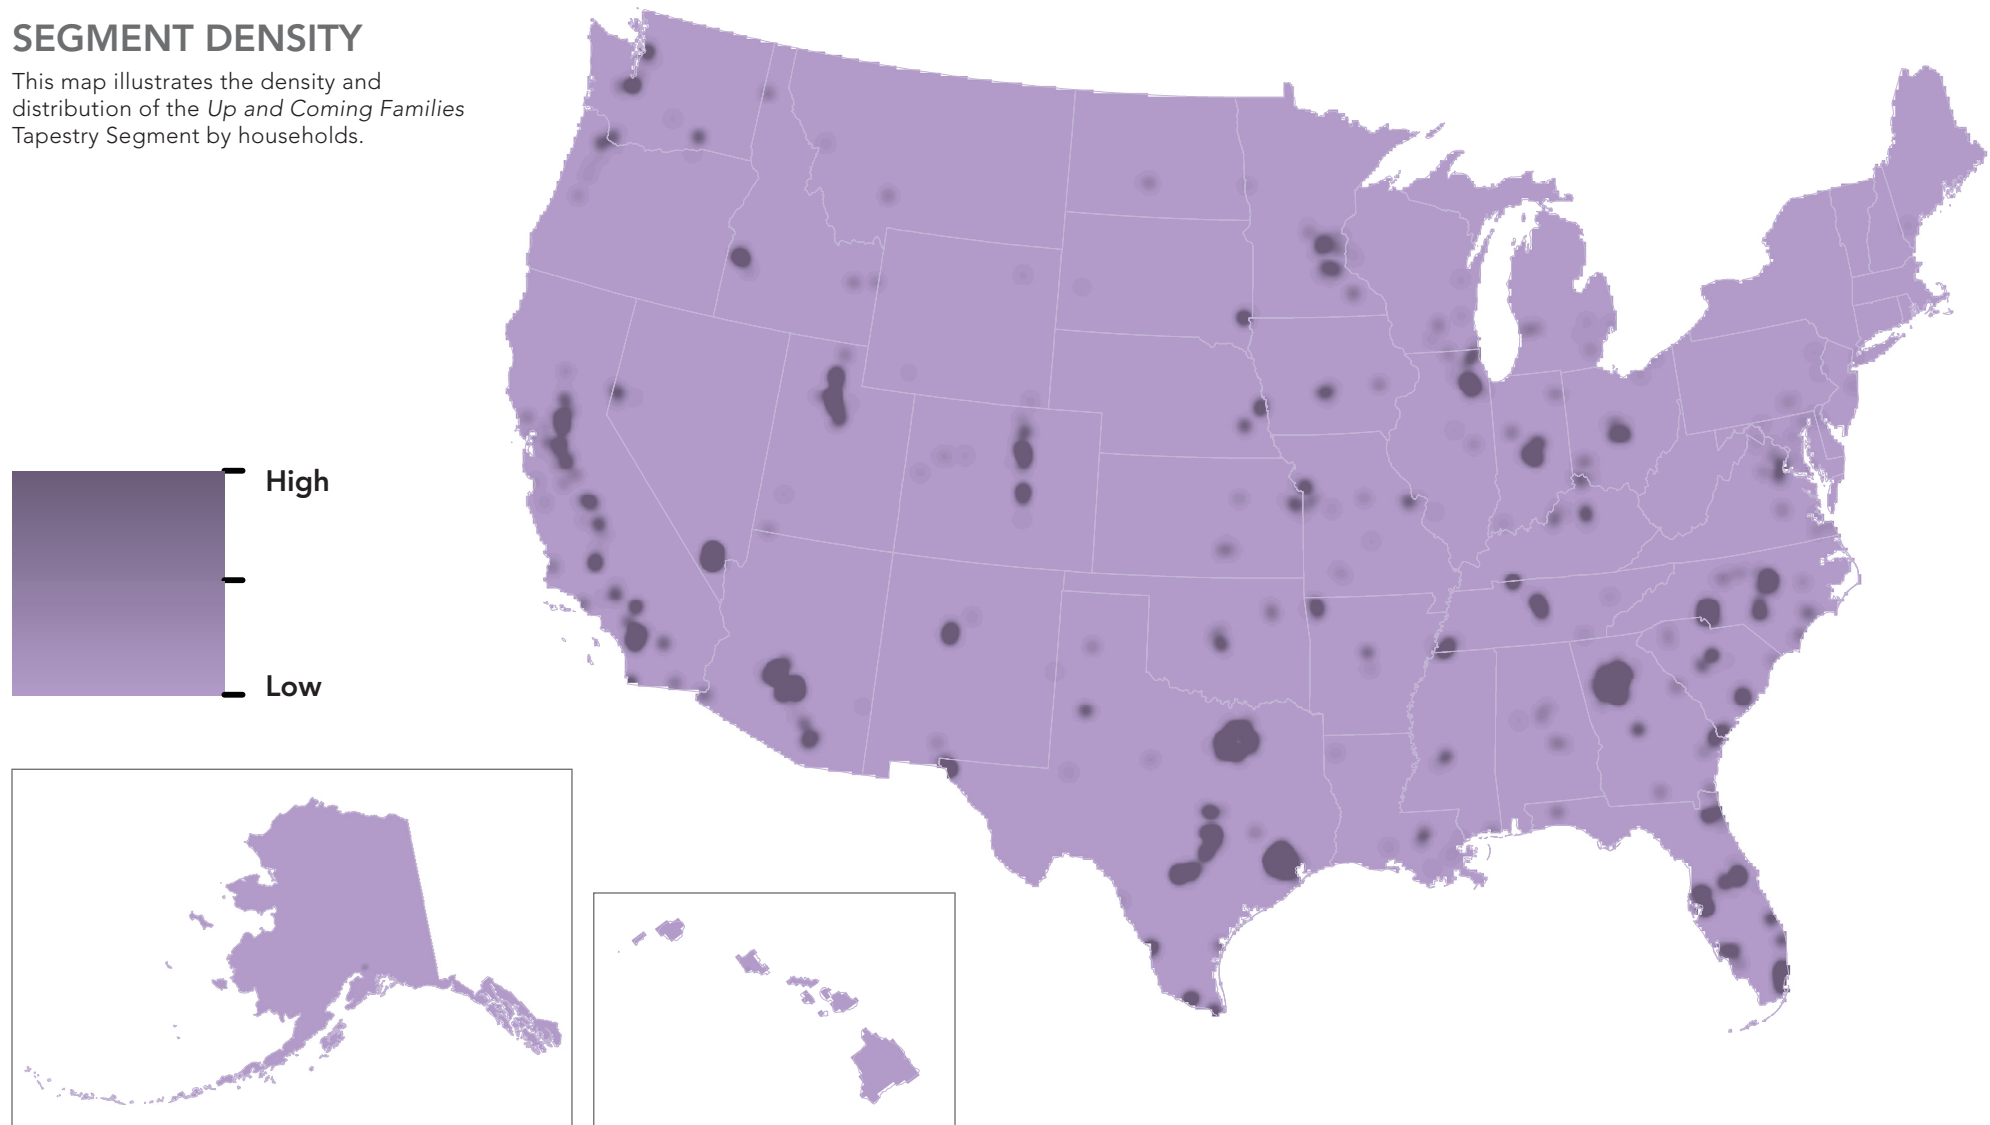 SEGMENT DENSITY
This map illustrates the density and
distribution of the Up and Coming Families
Tapestry Segment by households.
High
Low